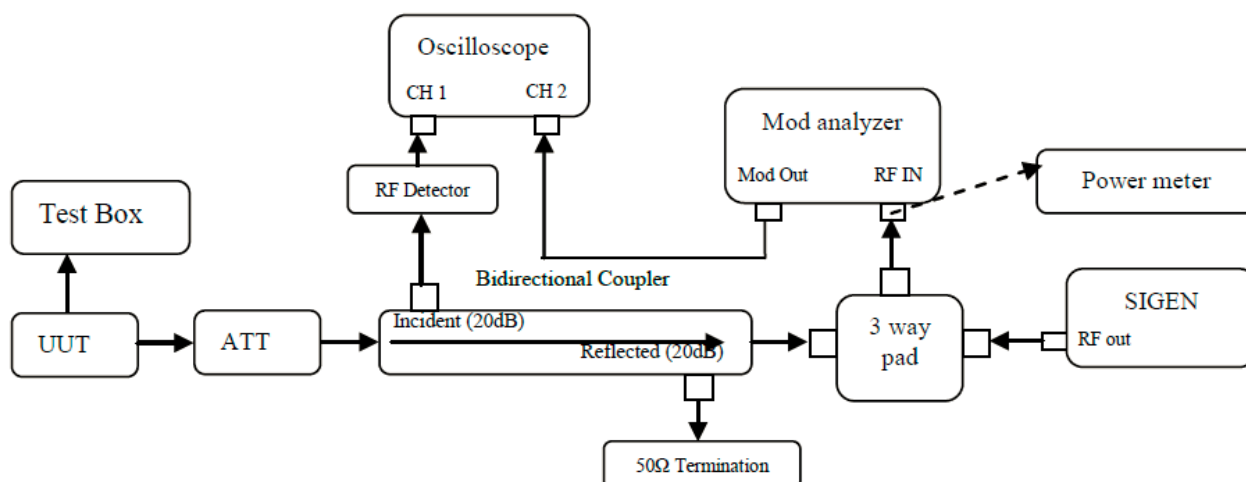 Oscilloscope
CH 1
CH 2
Mod analyzer
Mod Out
RF IN
Power meter
RF Detector
Test Box
Bidirectional Coupler
SIGEN
RF out
UUT
ATT
Incident (20dB)
Reflected (20dB)
3 way
pad
50Ω Termination